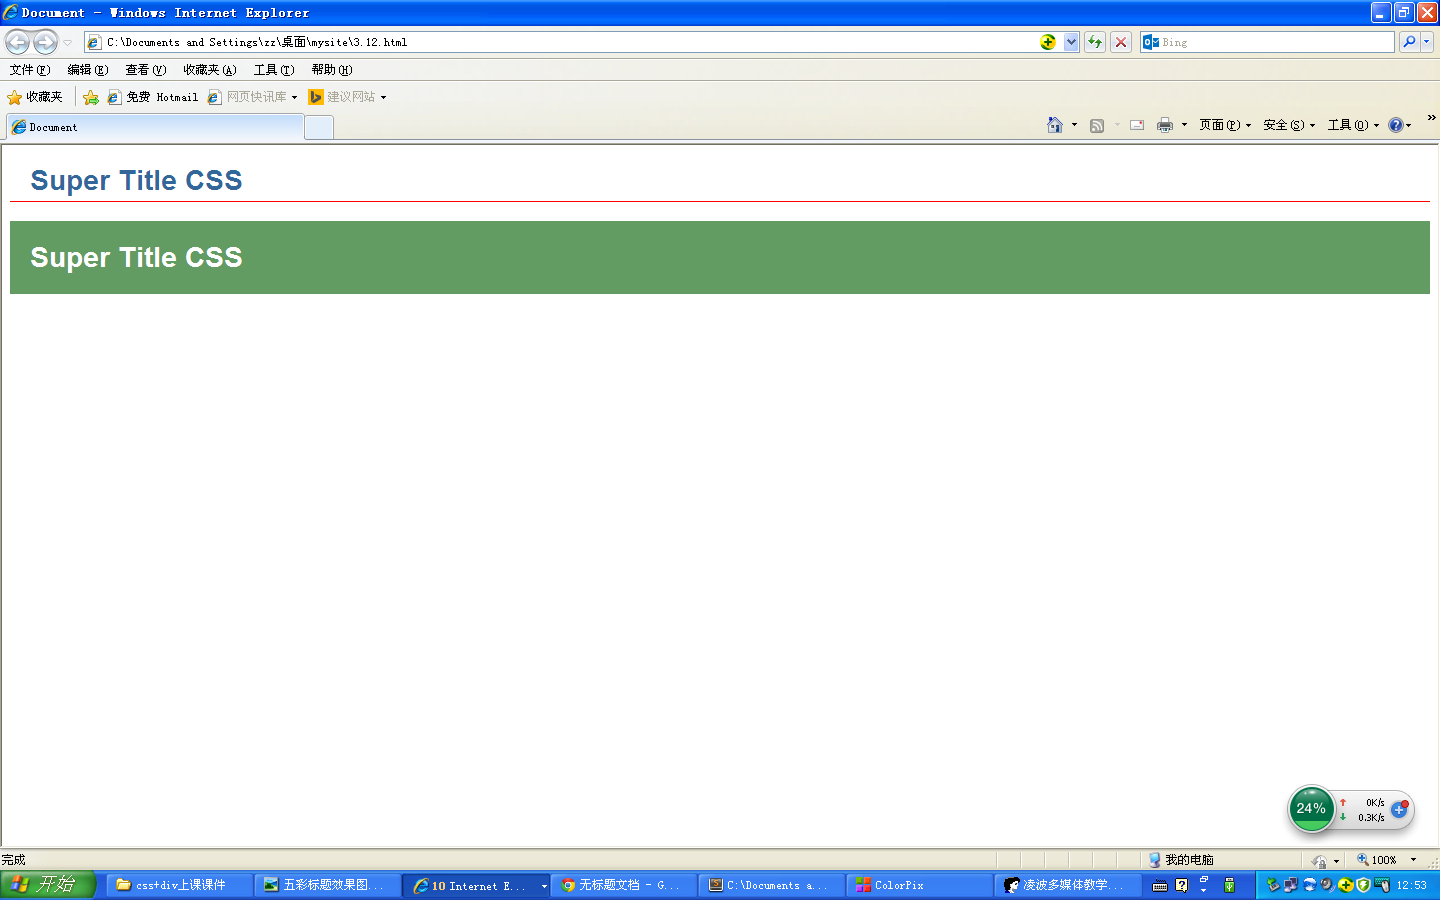 Document - Windows Internet Explorer
C:\Documents and Settings\zz\桌面\mysite\3.12.html
Bing
文件(F) 编辑(E) 查看(V) 收藏夹(A) 工具(T) 帮助(H)
收藏夹 免费 Hotmail 网页快讯库 建议网站
Document
页面(P) 安全(S) 工具(O) »
Super Title CSS
Super Title CSS
24%
0K/s
0.3K/s
完成 我的电脑 100%
开始 css+div上课课件 五彩标题效果图... 10 Internet E... 无标题文档 - G... C:\Documents a... ColorPix 凌波多媒体教学... 12:53